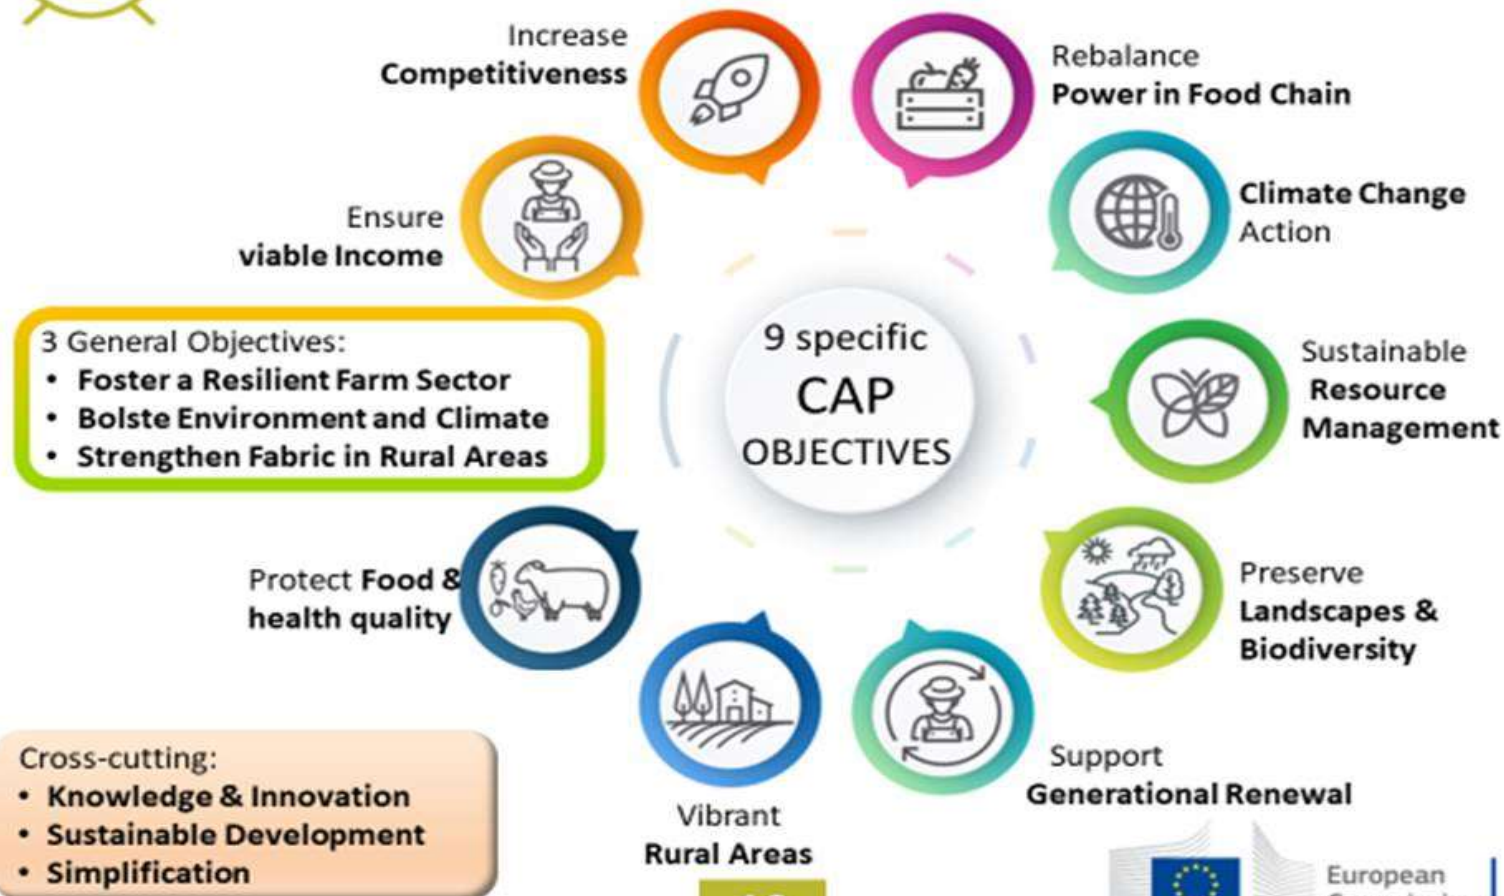 Increase
Competitiveness
Rebalance
Power in Food Chain
Ensure
viable Income
Climate Change
Action
3 General Objectives:
• Foster a Resilient Farm Sector
• Bolste Environment and Climate
• Strengthen Fabric in Rural Areas
9 specific
CAP
OBJECTIVES
Sustainable
Resource
Management
Protect Food &
health quality
Preserve
Landscapes &
Biodiversity
Cross-cutting:
• Knowledge & Innovation
• Sustainable Development
• Simplification
Vibrant
Rural Areas
Support
Generational Renewal
European